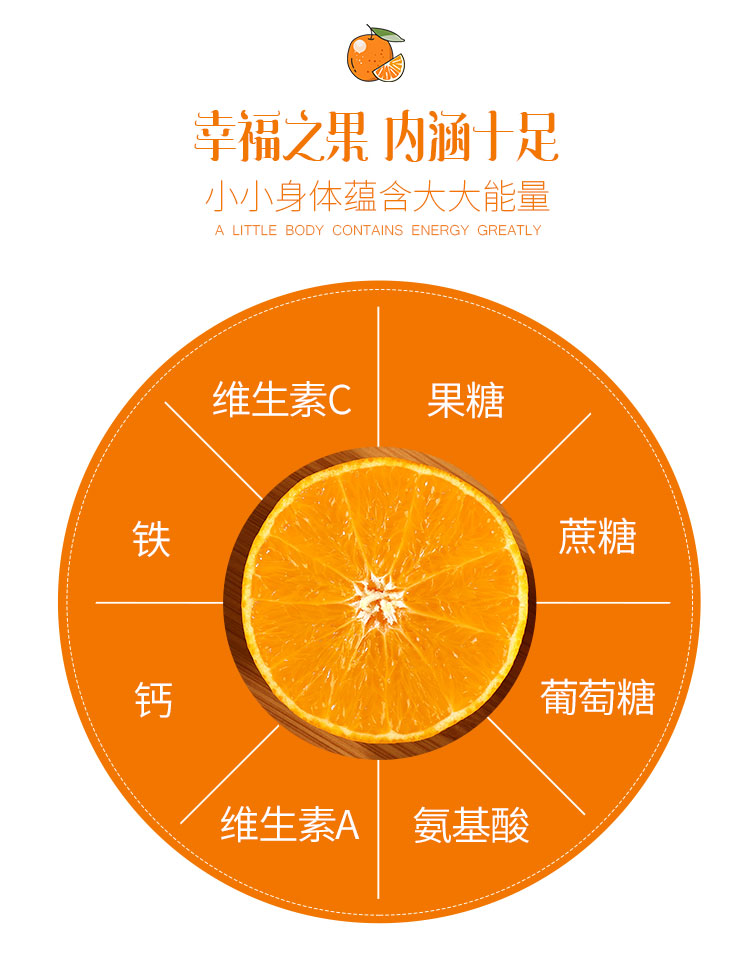 幸福之果 内涵十足
小小身体蕴含大大能量
A LITTLE BODY CONTAINS ENERGY GREATLY
维生素C
果糖
铁
蔗糖
钙
葡萄糖
维生素A
氨基酸